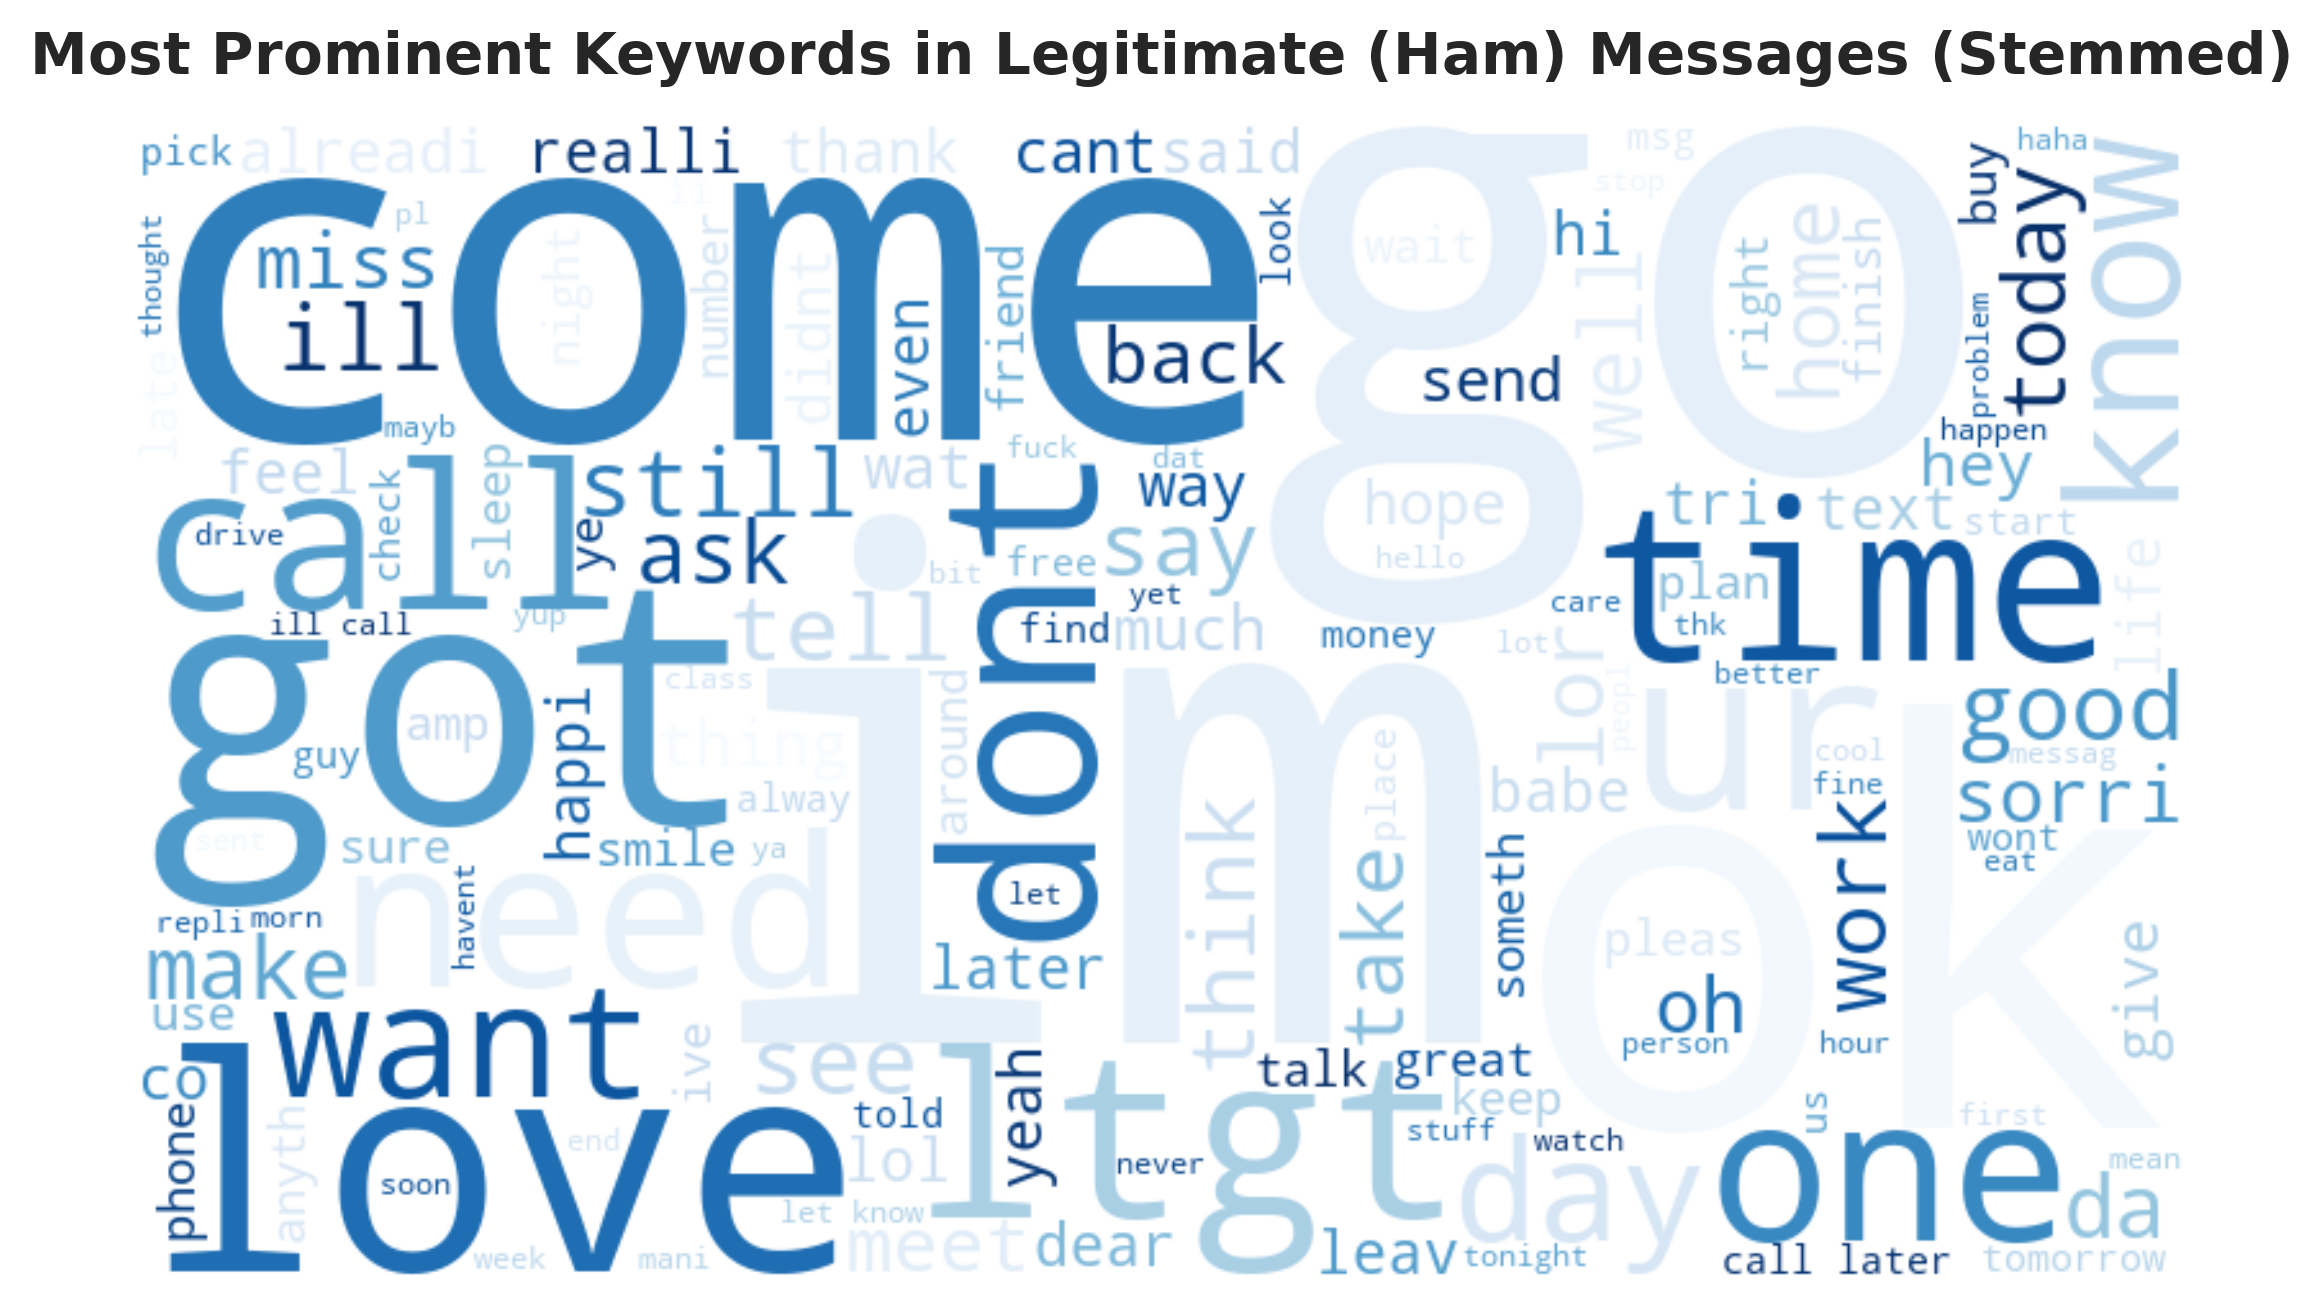 Most Prominent Keywords in Legitimate (Ham) Messages (Stemmed)
pick
alreadi
realli
thank
cant
said
go
msg
stop
buy
haha
today
know
come
thought
pl
miss
ill
night
ll
number
didnt
even
friend
look
back
wait
hi
send
well
right
home
finish
problem
happen
hey
late
mayb
feel
check
sleep
still
wat
fuck
dat
way
hope
hello
tri
text
start
call
drive
ye
ask
bit
free
say
yet
time
care
plan
thk
better
life
ill call
yup
tell
dont
find
much
money
lot
lor
peopl
got
amp
guy
happi
class
thing
around
im
ur
ok
good
messag
cool
fine
sorri
wont
eat
alway
place
babe
sent
sure
smile
ya
need
let
think
take
someth
work
pleas
repli
morn
havent
make
later
oh
give
use
want
ive
see
yeah
talk
great
person
hour
co
keep
us
first
phone
love
anyth
soon
end
told
lol
ltgt
never
stuff
watch
day
one
mean
da
let know
week
mani
meet
dear
leav
tonight
call later
tomorrow